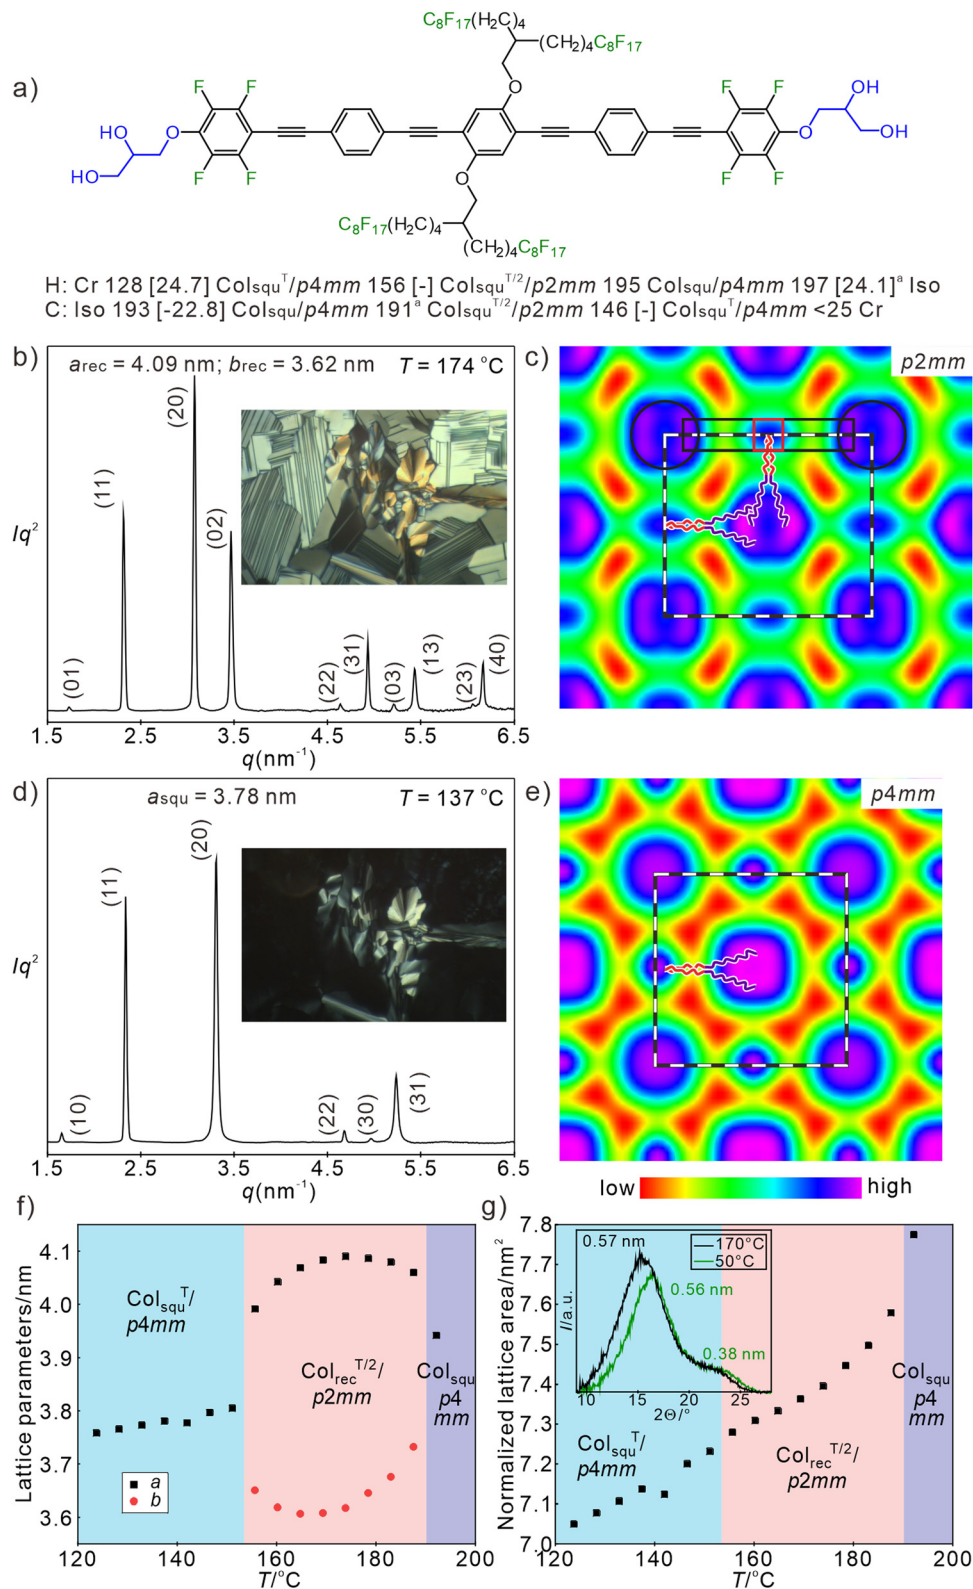 a)
C₈F₁₇(H₂C)₄
(CH₂)₄C₈F₁₇
O
F F F F
OH
HO O O OH
HO
F F F F
O
C₈F₁₇(H₂C)₄
(CH₂)₄C₈F₁₇
H: Cr 128 [24.7] Colsquᵀ/p4mm 156 [-] Colsquᵀ/²/p2mm 195 Colsqu/p4mm 197 [24.1]ᵃ Iso
C: Iso 193 [-22.8] Colsqu/p4mm 191ᵃ Colsquᵀ/²/p2mm 146 [-] Colsquᵀ/p4mm <25 Cr
b)
arec = 4.09 nm; brec = 3.62 nm T = 174 °C
(01) (11) (20) (02) (22) (31) (03) (13) (23) (40)
Iq²
1.5 2.5 3.5 4.5 5.5 6.5
q(nm⁻¹)
c)
p2mm
d)
asqu = 3.78 nm T = 137 °C
(10) (11) (20) (22) (30) (31)
Iq²
1.5 2.5 3.5 4.5 5.5 6.5
q(nm⁻¹)
e)
p4mm
low high
f)
Lattice parameters/nm
4.1
4.0
3.9
3.8
3.7
3.6
Colsquᵀ/
p4mm
Colrecᵀ/²/
p2mm
Colsqu
p4
mm
a
b
120 140 160 180 200
T/°C
g)
Normalized lattice area/nm²
7.8
7.7
7.6
7.5
7.4
7.3
7.2
7.1
7.0
0.57 nm
170°C
50°C
0.56 nm
0.38 nm
I/a.u.
10 15 20 25
2Θ/°
Colsquᵀ/
p4mm
Colrecᵀ/²/
p2mm
Colsqu
p4
mm
120 140 160 180 200
T/°C